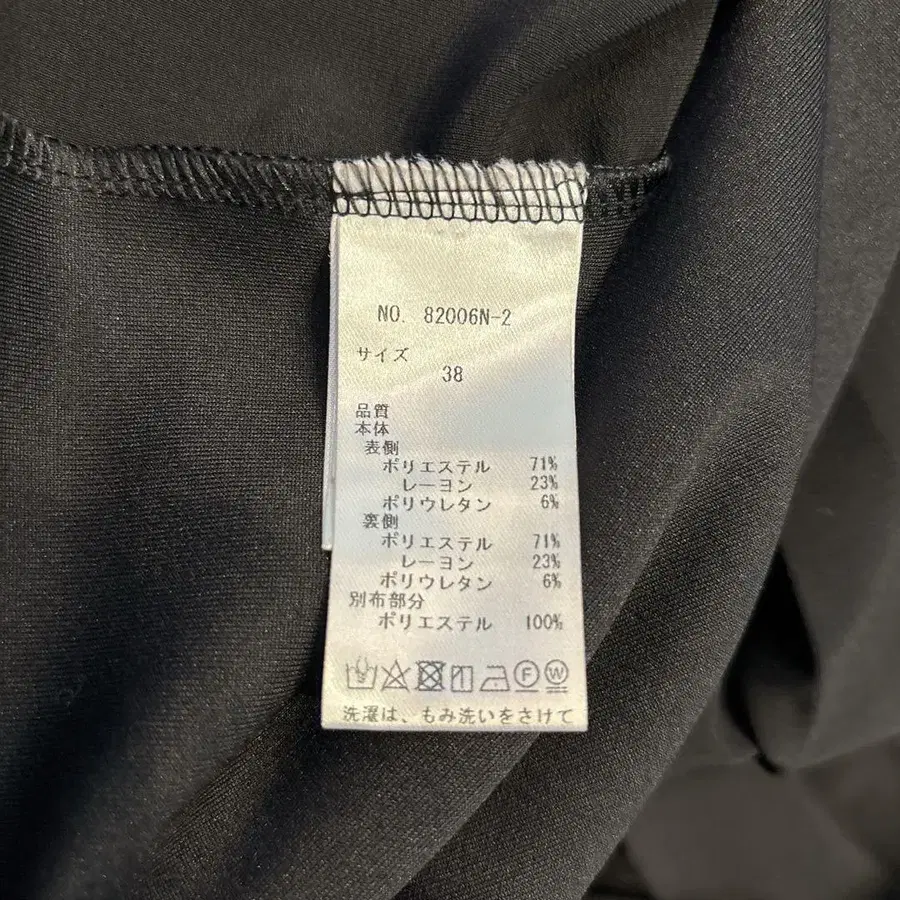 NO. 82006N-2
サイズ
38
品質
本体
表側
ポリエステル 71%
レーヨン 23%
ポリウレタン 6%
裏側
ポリエステル 71%
レーヨン 23%
ポリウレタン 6%
別布部分
ポリエステル 100%
F W
洗濯は、もみ洗いをさけて